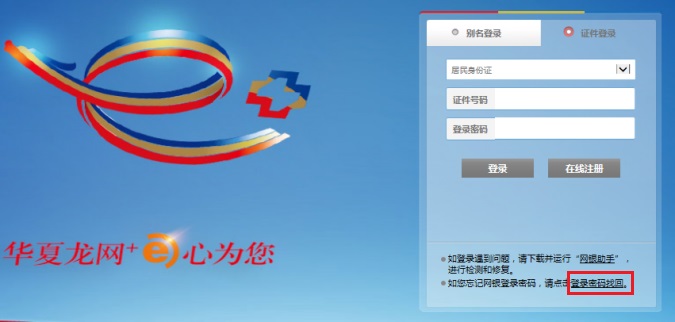 别名登录
证件登录
居民身份证
证件号码
登录密码
登录
在线注册
华夏龙网+e心为您
如登录遇到问题，请下载并运行“网银助手”，
进行检测和修复。
如您忘记网银登录密码，请点击登录密码找回。